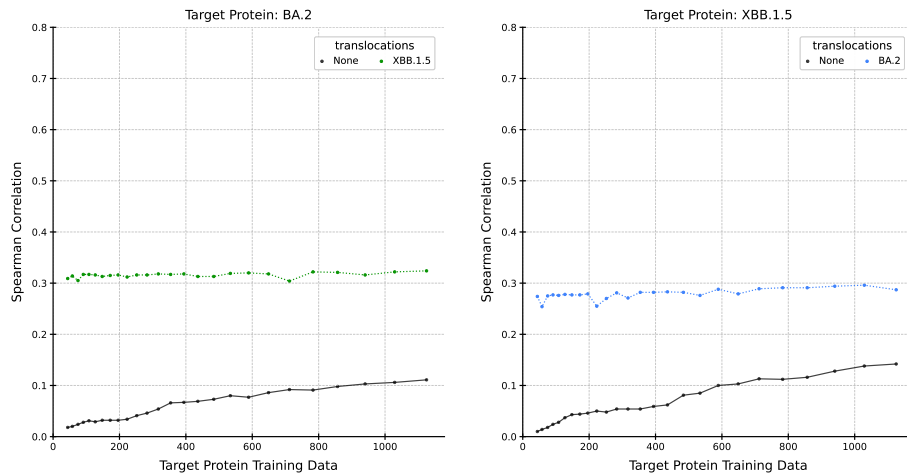 Target Protein: BA.2
translocations
None XBB.1.5
Spearman Correlation
0.8
0.7
0.6
0.5
0.4
0.3
0.2
0.1
0.0
0 200 400 600 800 1000
Target Protein Training Data
Target Protein: XBB.1.5
translocations
None BA.2
Spearman Correlation
0.8
0.7
0.6
0.5
0.4
0.3
0.2
0.1
0.0
0 200 400 600 800 1000
Target Protein Training Data